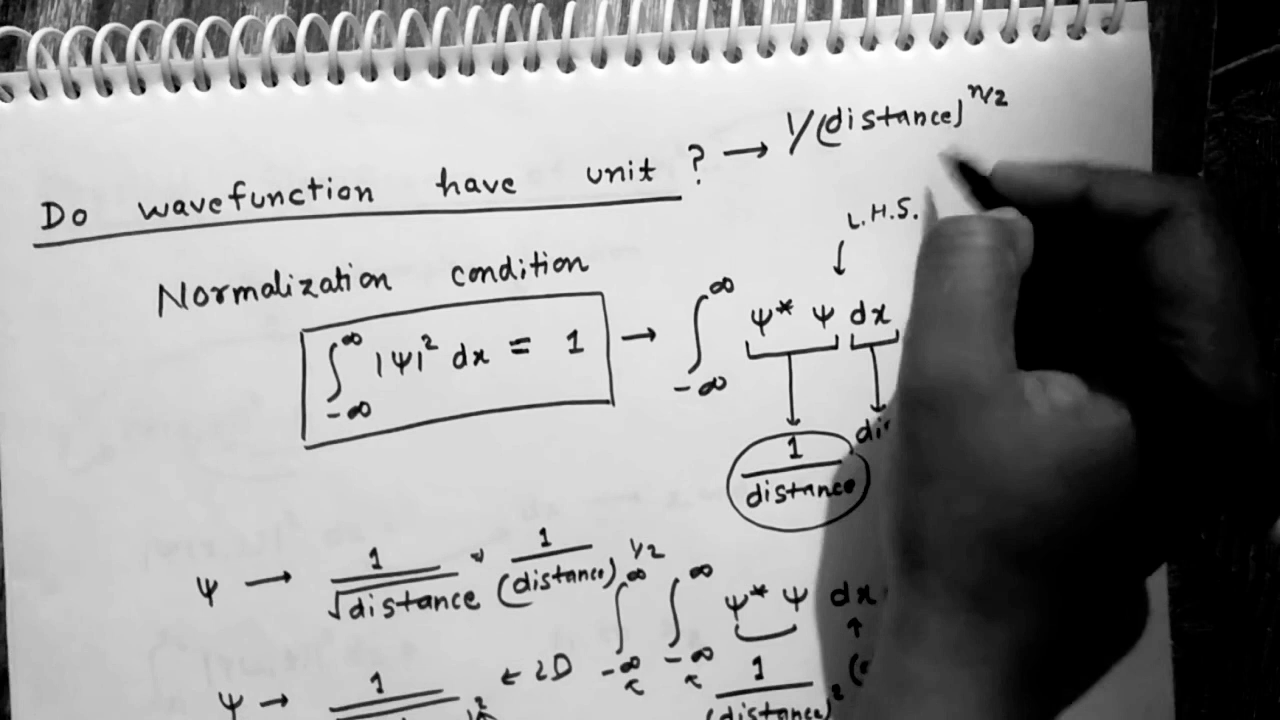 Do wavefunction have unit ? → 1/(distance)^n/2
Normalization condition
∫_-∞^∞ |Ψ|² dx = 1 → ∫_-∞^∞ Ψ* Ψ dx
L.H.S.
↓
1/distance
Ψ → 1/√distance 1/(distance)^1/2
← 2D ∫_-∞^∞ ∫_-∞^∞ Ψ* Ψ dx
1/(distance)²
Ψ → 1